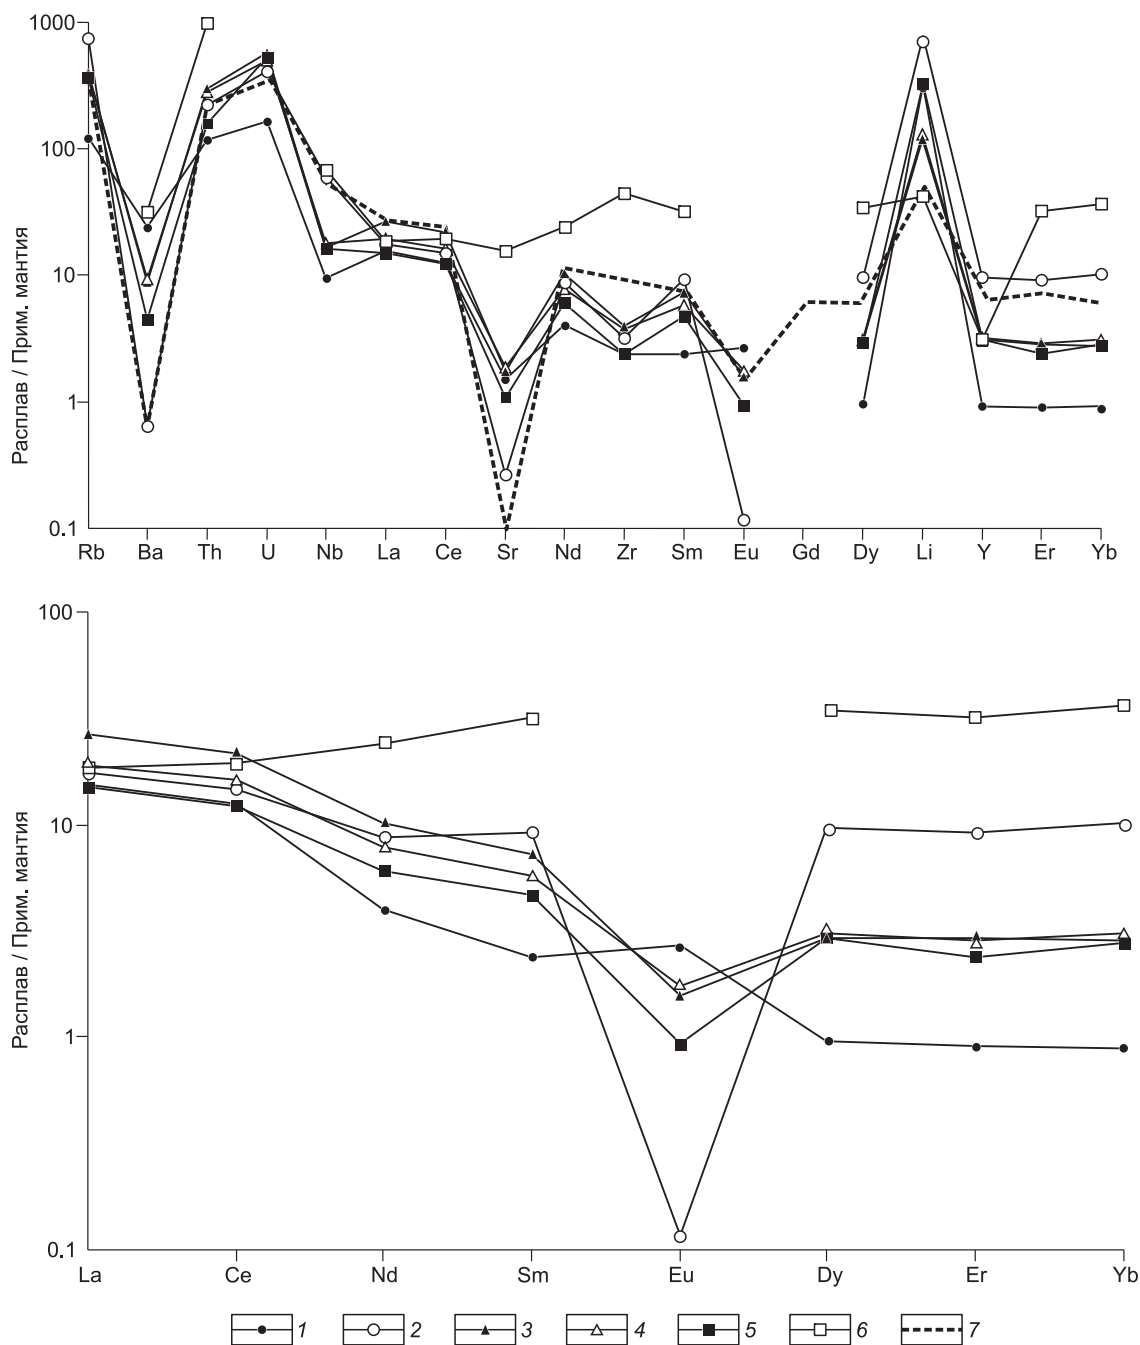 1000
100
10
1
0.1
Расплав / Прим. мантия
Rb Ba Th U Nb La Ce Sr Nd Zr Sm Eu Gd Dy Li Y Er Yb
100
10
1
0.1
Расплав / Прим. мантия
La Ce Nd Sm Eu Dy Er Yb
1 2 3 4 5 6 7